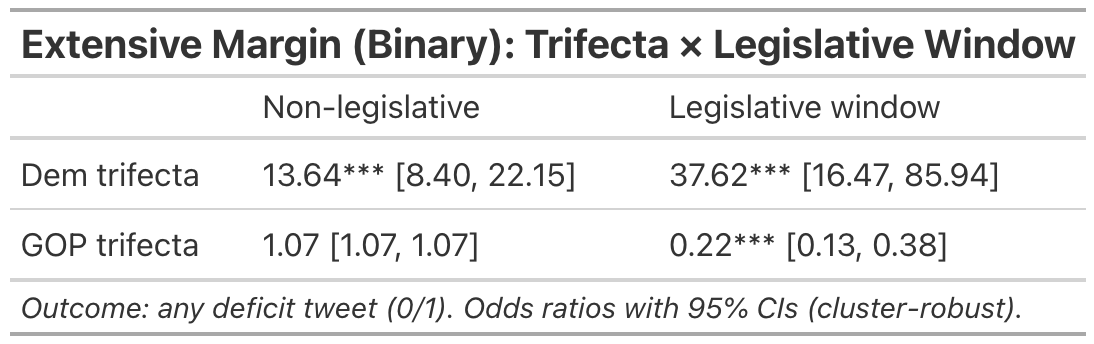 Extensive Margin (Binary): Trifecta × Legislative Window
Non-legislative Legislative window
Dem trifecta 13.64*** [8.40, 22.15] 37.62*** [16.47, 85.94]
GOP trifecta 1.07 [1.07, 1.07] 0.22*** [0.13, 0.38]
Outcome: any deficit tweet (0/1). Odds ratios with 95% CIs (cluster-robust).